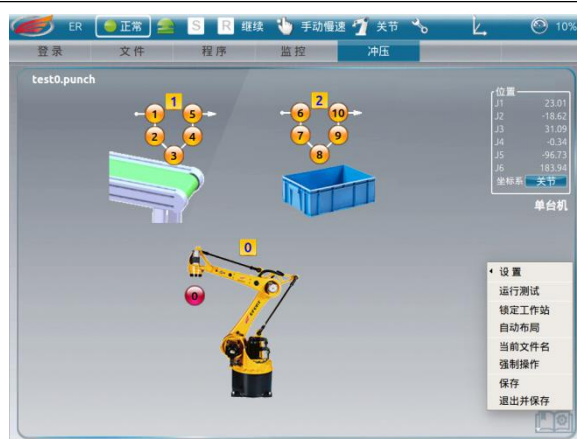 ER 正常 S R 继续 手动慢速 关节 10%
登录 文件 程序 监控 冲压
test0.punch
1 2
1 5 6 10
2 4 7 9
3 8
位置
J1 23.01
J2 -18.62
J3 31.09
J4 -0.34
J5 -96.73
J6 183.94
坐标系 关节
单台机
0
0
设置
运行测试
锁定工作站
自动布局
当前文件名
强制操作
保存
退出并保存